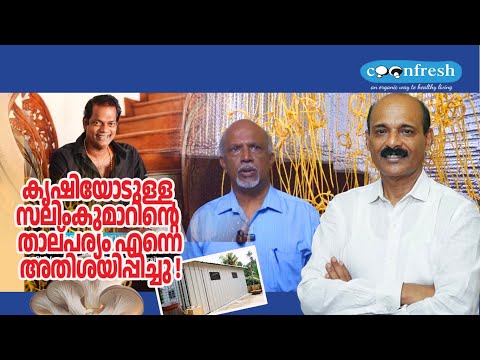 coonfresh
an organic way to healthy living
കൃഷിയോടുള്ള
സലിംകുമാറിന്റെ
താല്പര്യം എന്നെ
അതിശയിപ്പിച്ചു !